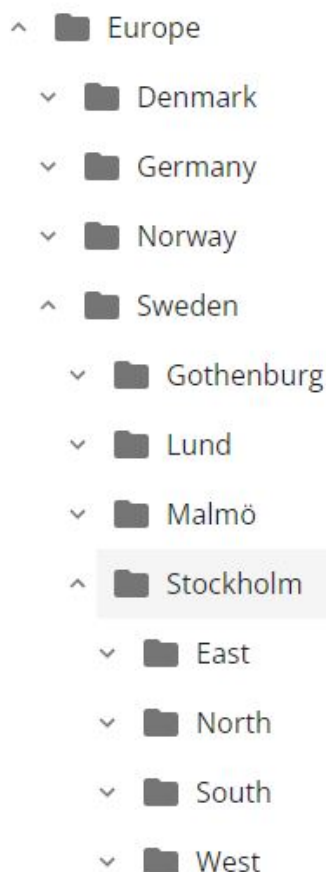 Europe
Denmark
Germany
Norway
Sweden
Gothenburg
Lund
Malmö
Stockholm
East
North
South
West